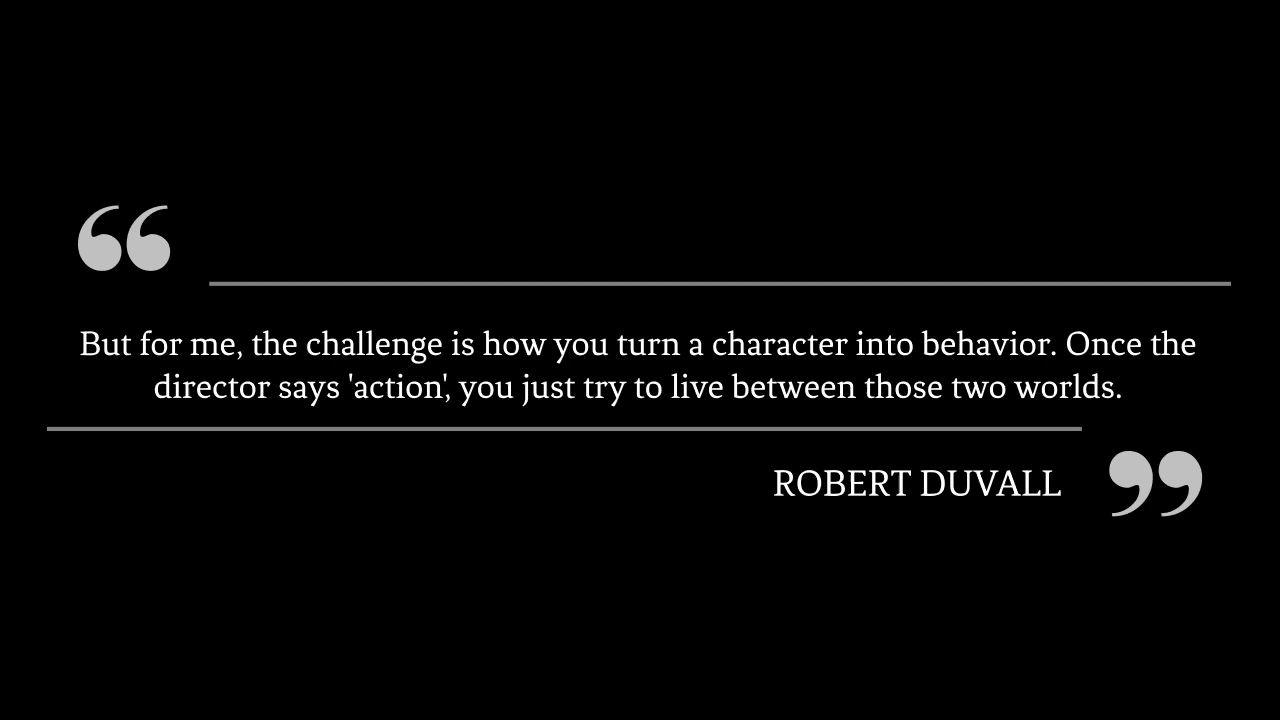 “
But for me, the challenge is how you turn a character into behavior. Once the
director says 'action', you just try to live between those two worlds.
ROBERT DUVALL ”